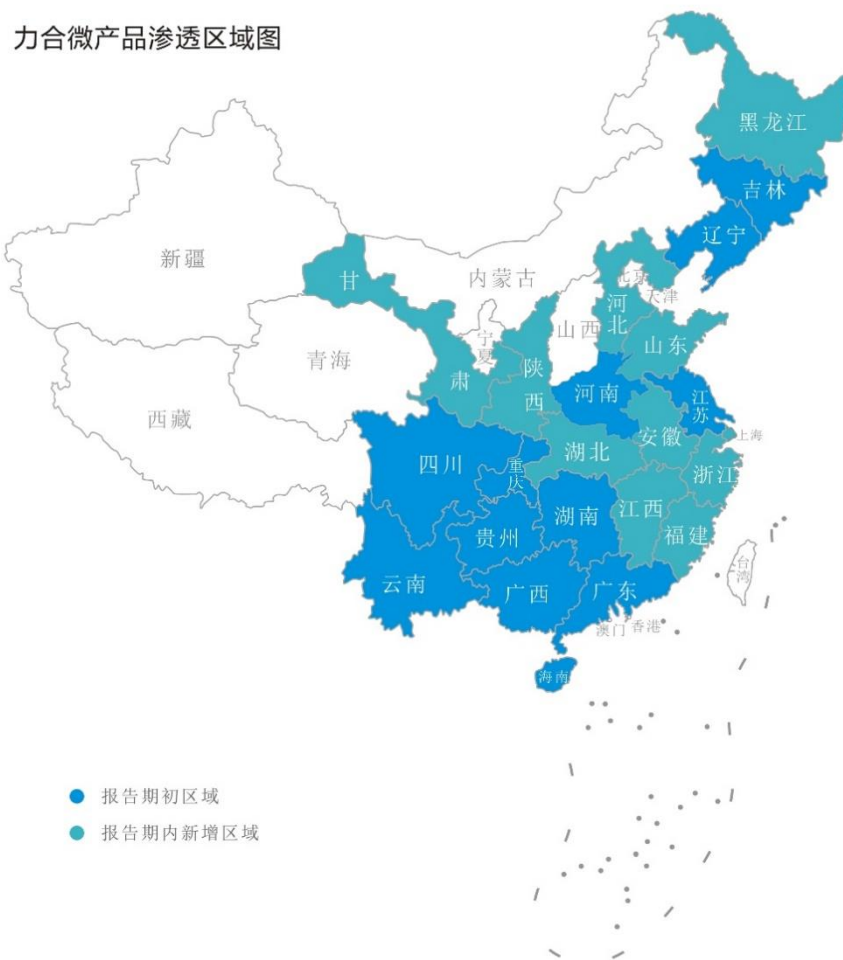 力合微产品渗透区域图
黑龙江
吉林
辽宁
新疆
甘
肃
内蒙古
北京
天津
河
北
山西
宁
夏
青海
山东
陕
西
西藏
河南
江
苏
安徽
上海
四川
重
庆
湖北
浙江
湖南
江西
贵州
福建
云南
广西
广东
台
湾
澳门
香港
海南
报告期初区域
报告期内新增区域